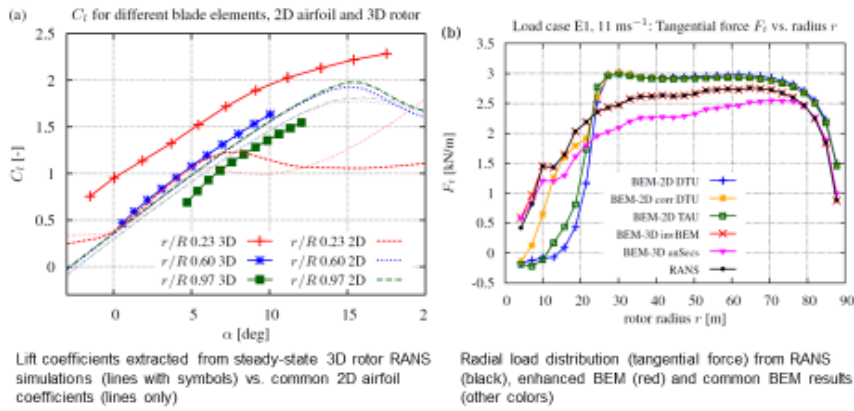 (a)
C_l for different blade elements, 2D airfoil and 3D rotor
2.5
2
1.5
1
0.5
0
C_l [-]
r/R 0.23 3D
r/R 0.60 3D
r/R 0.97 3D
r/R 0.23 2D
r/R 0.60 2D
r/R 0.97 2D
0
5
10
15
2
α [deg]
Lift coefficients extracted from steady-state 3D rotor RANS
simulations (lines with symbols) vs. common 2D airfoil
coefficients (lines only)
(b)
Load case E1, 11 ms⁻¹: Tangential force F_t vs. radius r
3.5
3
2.5
2
1.5
1
0.5
0
-0.5
F_t [kN/m]
BEM-2D DTU
BEM-2D corr DTU
BEM-2D TAU
BEM-3D invBEM
BEM-3D anSecs
RANS
0
10
20
30
40
50
60
70
80
90
rotor radius r [m]
Radial load distribution (tangential force) from RANS
(black), enhanced BEM (red) and common BEM results
(other colors)